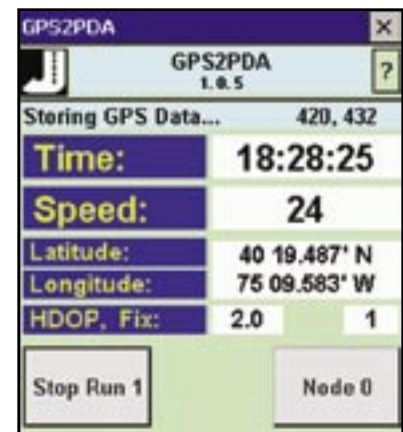 GPS2PDA
GPS2PDA
1.0.5
?
Storing GPS Data... 420, 432
Time: 18:28:25
Speed: 24
Latitude: 40 19.487' N
Longitude: 75 09.583' W
HDOP, Fix: 2.0 1
Stop Run 1 Node 0